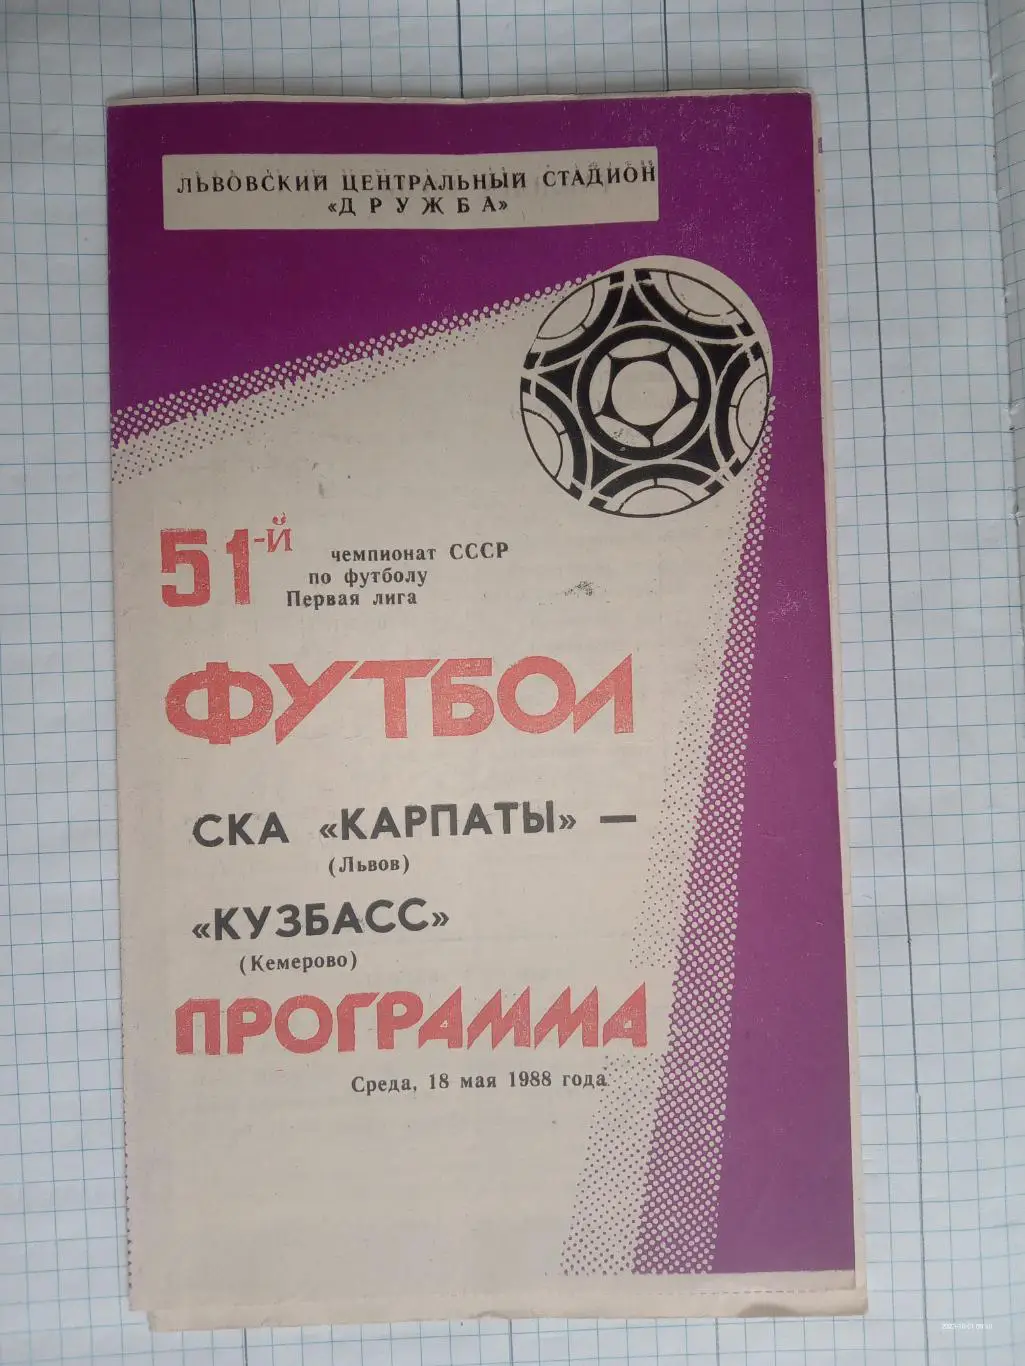 ЛЬВОВСКИЙ ЦЕНТРАЛЬНЫЙ СТАДИОН
«ДРУЖБА»
51-й
чемпионат СССР
по футболу
Первая лига
ФУТБОЛ
СКА «КАРПАТЫ» —
(Львов)
«КУЗБАСС»
(Кемерово)
ПРОГРАММА
Среда, 18 мая 1988 года